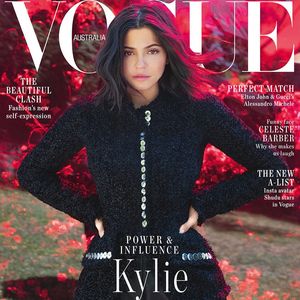 VOGUE
AUSTRALIA
THE
BEAUTIFUL
CLASH
Fashion's new
self-expression
PERFECT MATCH
Elton John & Gucci's
Alessandro Michele
Funny face
CELESTE
BARBER
Why she makes
us laugh
THE NEW
A-LIST
Insta avatar
Shudu stars
in Vogue
POWER &
INFLUENCE
Kylie